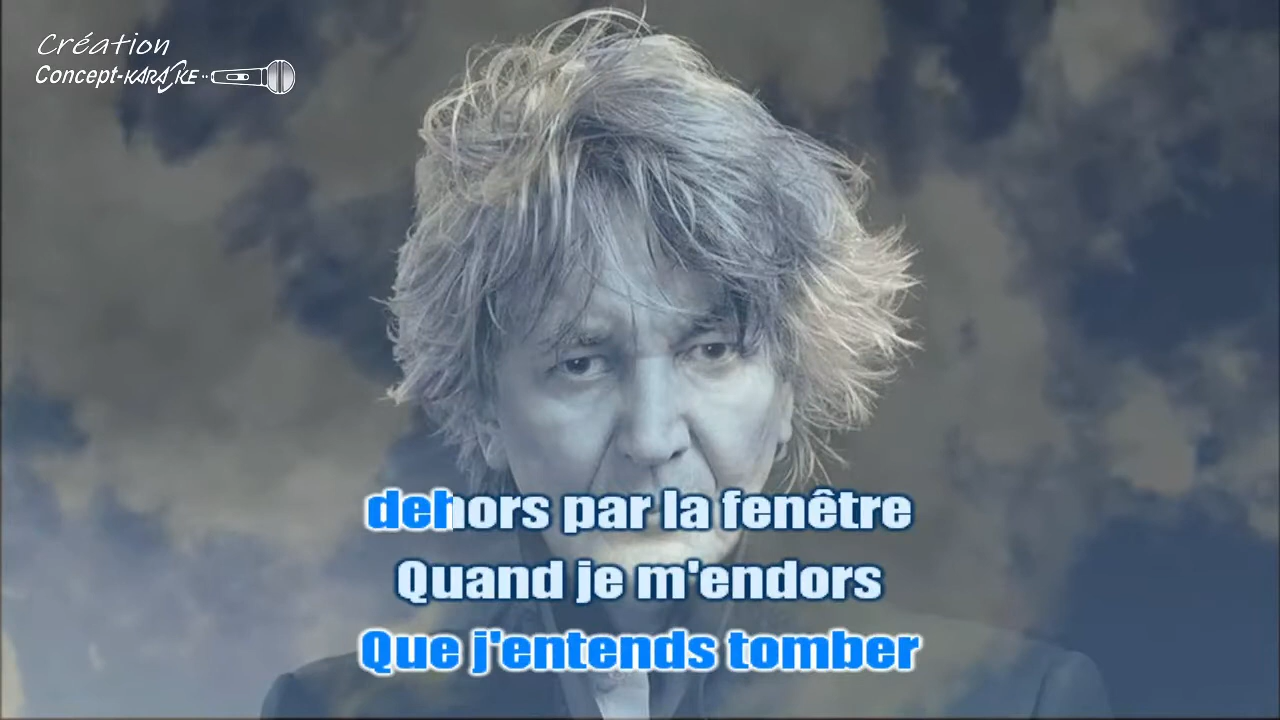 Création
Concept-KARAOKE
dehors par la fenêtre
Quand je m'endors
Que j'entends tomber